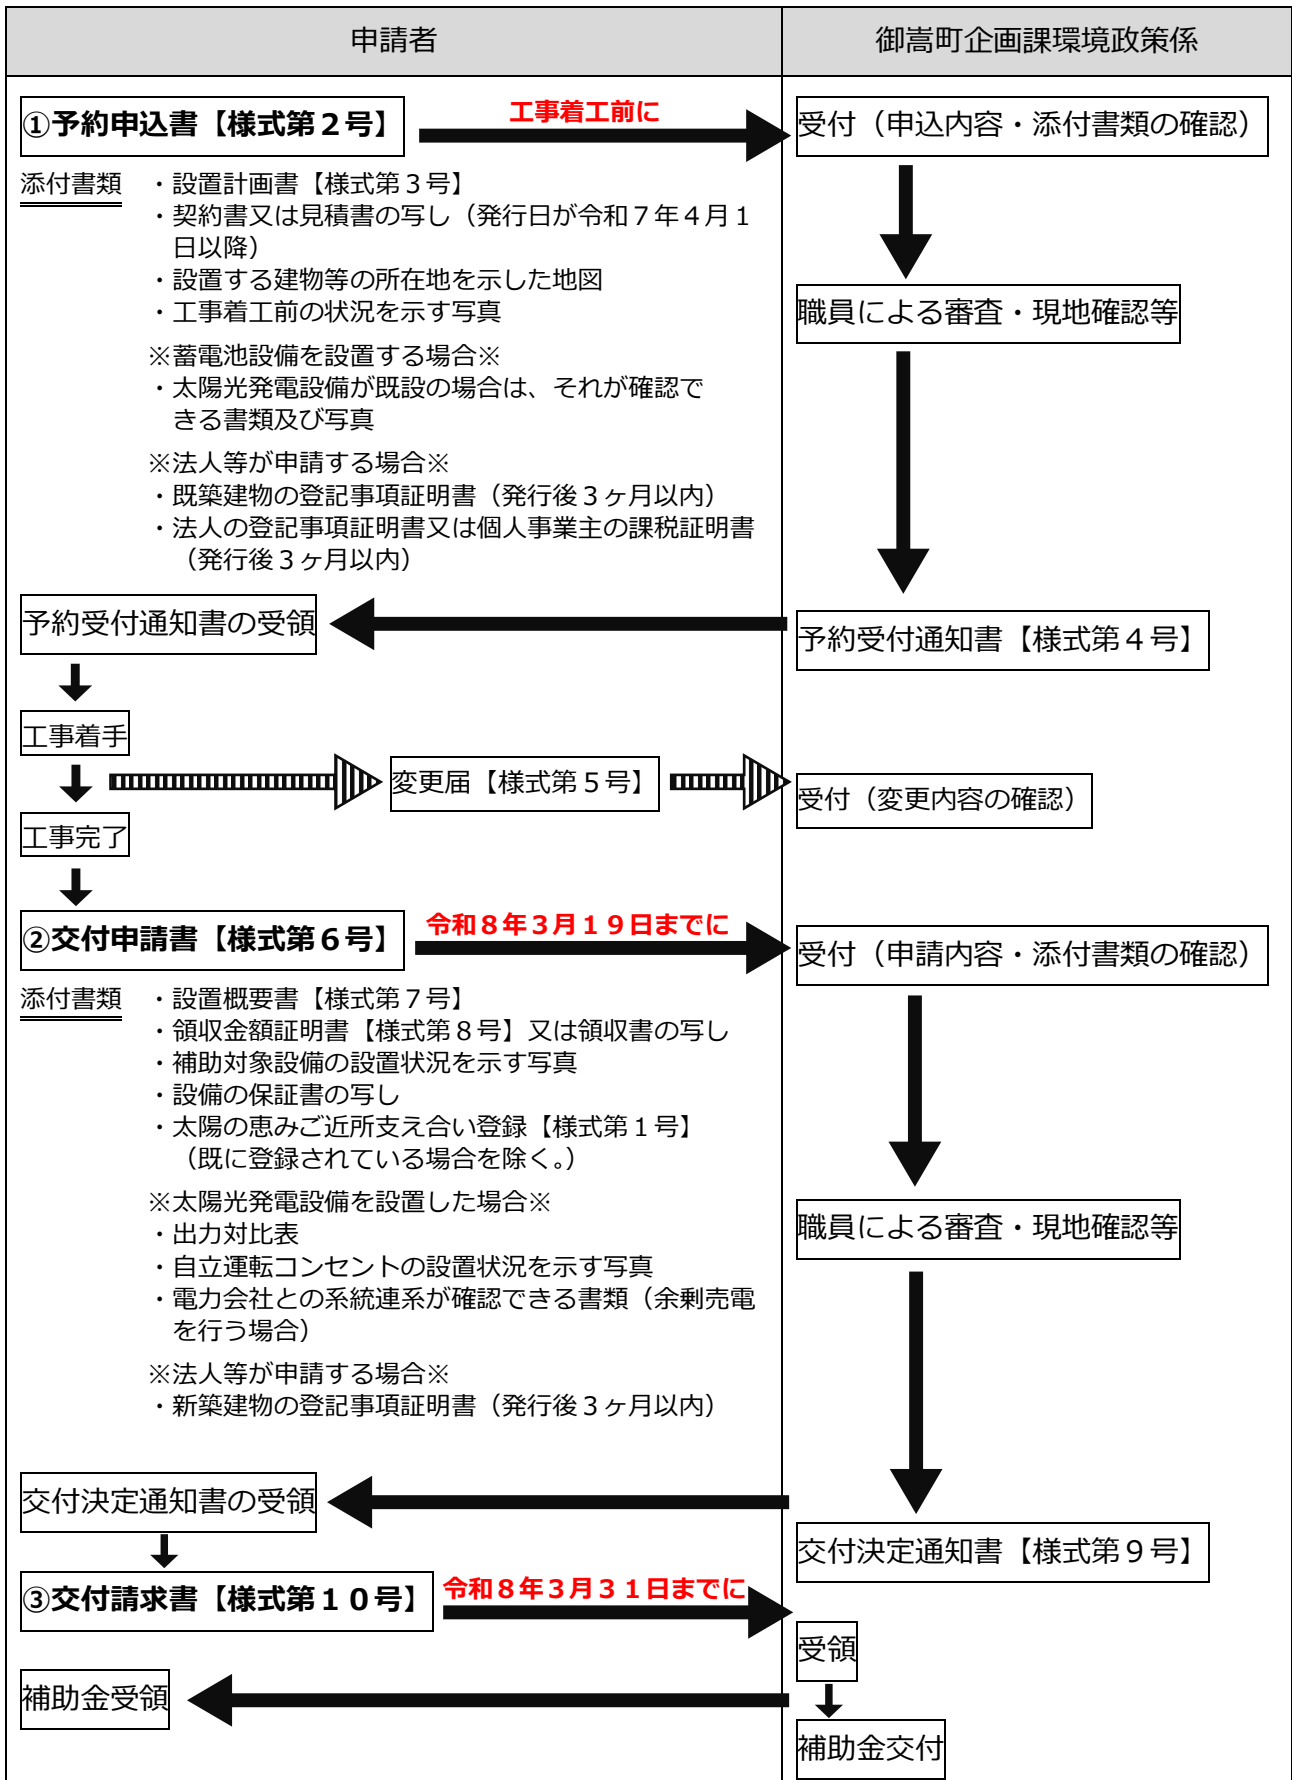 申請者
御嵩町企画課環境政策係
①予約申込書【様式第２号】
工事着工前に
受付（申込内容・添付書類の確認）
添付書類
・設置計画書【様式第３号】
・契約書又は見積書の写し（発行日が令和７年４月１
日以降）
・設置する建物等の所在地を示した地図
・工事着工前の状況を示す写真
※蓄電池設備を設置する場合※
・太陽光発電設備が既設の場合は、それが確認で
きる書類及び写真
※法人等が申請する場合※
・既築建物の登記事項証明書（発行後３ヶ月以内）
・法人の登記事項証明書又は個人事業主の課税証明書
（発行後３ヶ月以内）
職員による審査・現地確認等
予約受付通知書の受領
予約受付通知書【様式第４号】
工事着手
変更届【様式第５号】
受付（変更内容の確認）
工事完了
②交付申請書【様式第６号】
令和８年３月１９日までに
受付（申請内容・添付書類の確認）
添付書類
・設置概要書【様式第７号】
・領収金額証明書【様式第８号】又は領収書の写し
・補助対象設備の設置状況を示す写真
・設備の保証書の写し
・太陽の恵みご近所支え合い登録【様式第１号】
（既に登録されている場合を除く。）
※太陽光発電設備を設置した場合※
・出力対比表
・自立運転コンセントの設置状況を示す写真
・電力会社との系統連系が確認できる書類（余剰売電
を行う場合）
※法人等が申請する場合※
・新築建物の登記事項証明書（発行後３ヶ月以内）
職員による審査・現地確認等
交付決定通知書の受領
交付決定通知書【様式第９号】
③交付請求書【様式第１０号】
令和８年３月３１日までに
受領
補助金受領
補助金交付